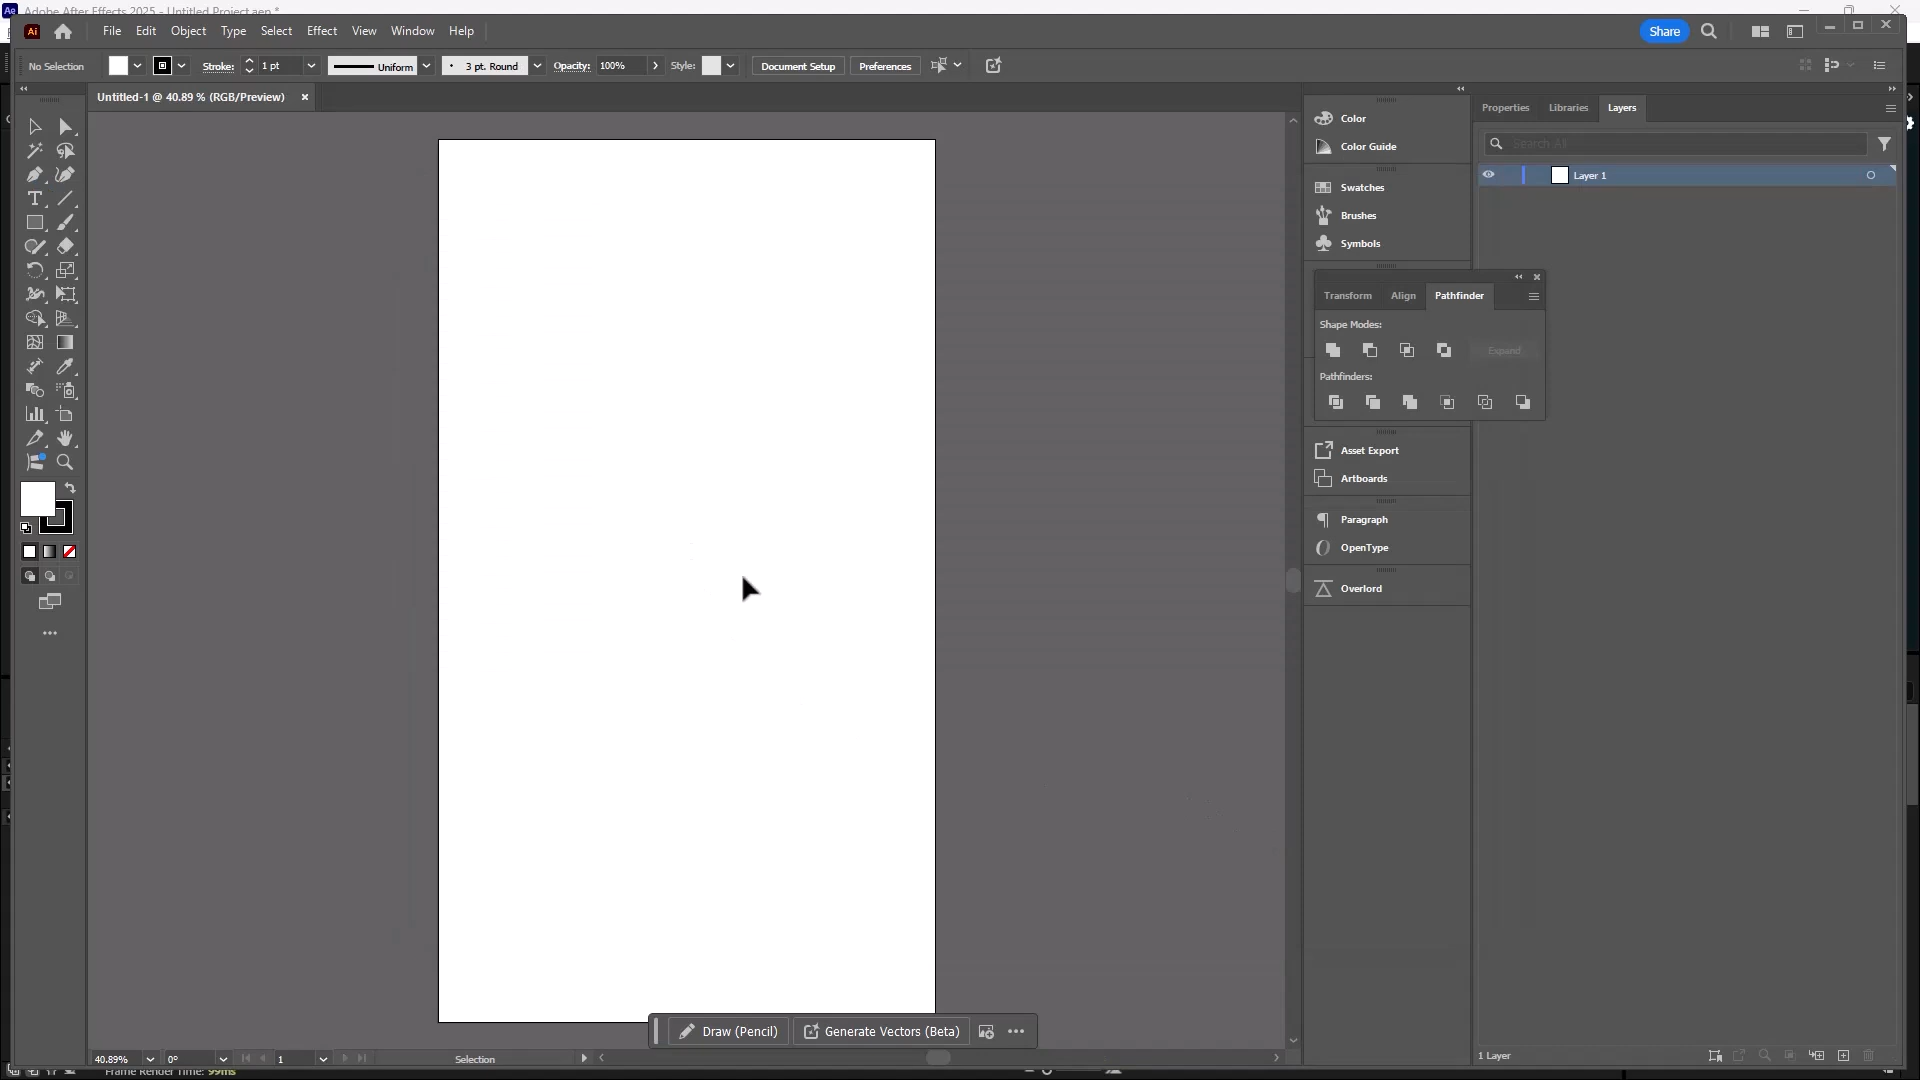 Ae Adobe After Effects 2025 - Untitled Project.aep *
Ai File Edit Object Type Select Effect View Window Help Share
No Selection Stroke: 1 pt Uniform 3 pt. Round Opacity: 100% Style: Document Setup Preferences
Untitled-1 @ 40.89 % (RGB/Preview)
Color
Color Guide
Swatches
Brushes
Symbols
Transform Align Pathfinder
Shape Modes:
Expand
Pathfinders:
Asset Export
Artboards
Paragraph
OpenType
Overlord
Properties Libraries Layers
Search All
Layer 1
Draw (Pencil) Generate Vectors (Beta)
40.89% 0° 1 Selection
1 Layer
Frame Render Time: 99ms